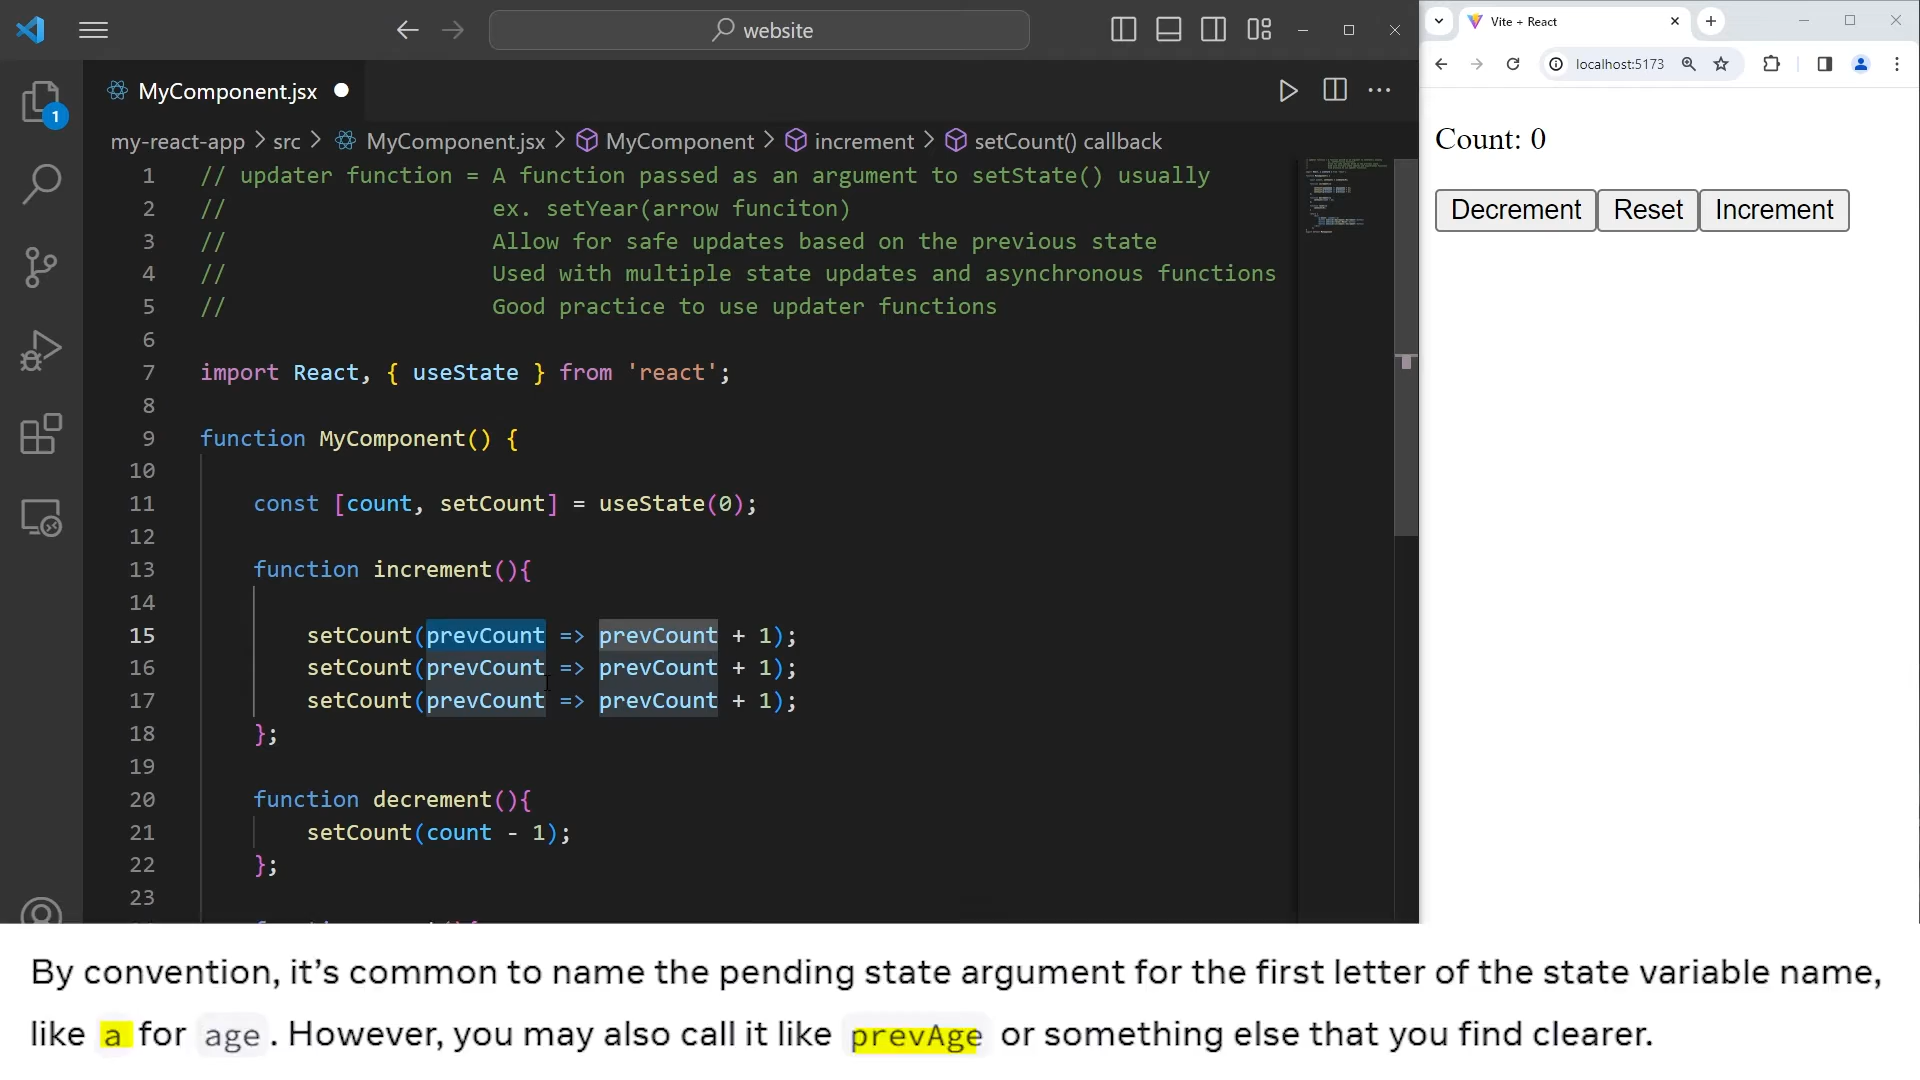 website
Vite + React
localhost:5173
MyComponent.jsx
1
my-react-app > src > MyComponent.jsx > MyComponent > increment > setCount() callback
1 // updater function = A function passed as an argument to setState() usually
2 // ex. setYear(arrow funciton)
3 // Allow for safe updates based on the previous state
4 // Used with multiple state updates and asynchronous functions
5 // Good practice to use updater functions
6
7 import React, { useState } from 'react';
8
9 function MyComponent() {
10
11 const [count, setCount] = useState(0);
12
13 function increment(){
14
15 setCount(prevCount => prevCount + 1);
16 setCount(prevCount => prevCount + 1);
17 setCount(prevCount => prevCount + 1);
18 };
19
20 function decrement(){
21 setCount(count - 1);
22 };
23
Count: 0
Decrement Reset Increment
By convention, it's common to name the pending state argument for the first letter of the state variable name,
like a for age. However, you may also call it like prevAge or something else that you find clearer.